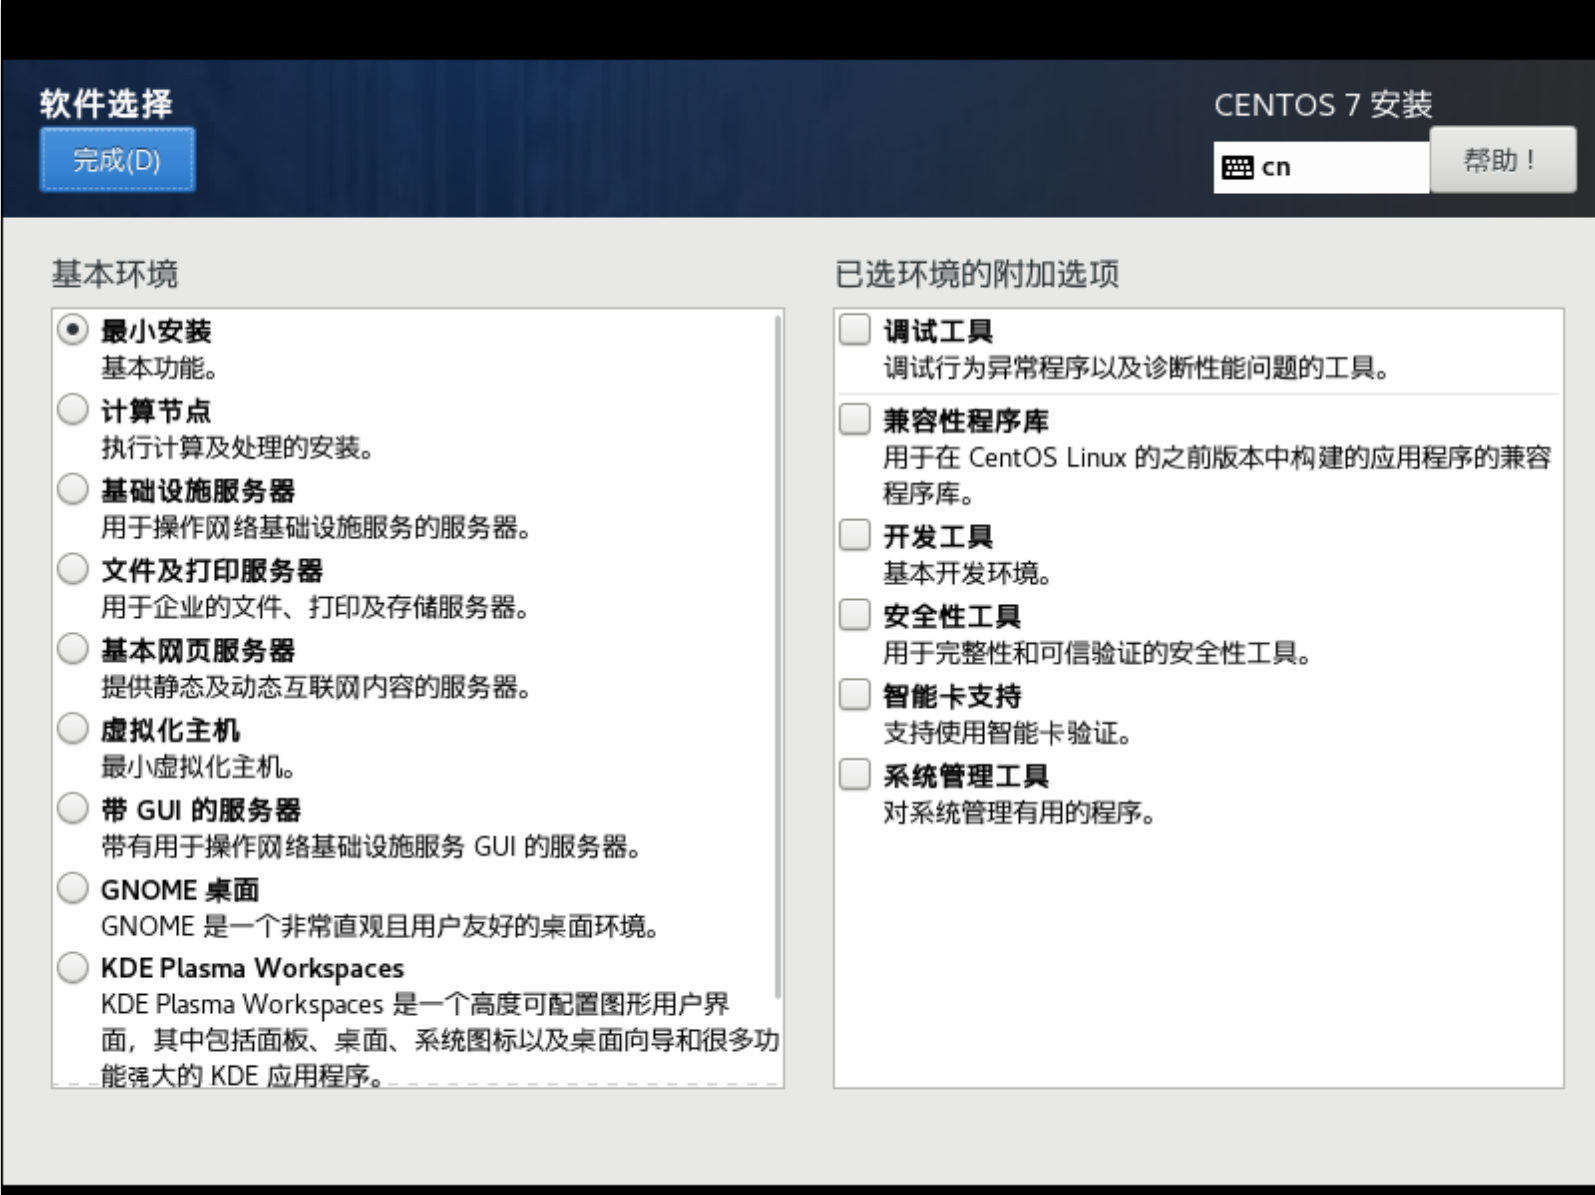 软件选择
完成(D)
CENTOS 7 安装
cn
帮助！
基本环境
最小安装
基本功能。
计算节点
执行计算及处理的安装。
基础设施服务器
用于操作网络基础设施服务的服务器。
文件及打印服务器
用于企业的文件、打印及存储服务器。
基本网页服务器
提供静态及动态互联网内容的服务器。
虚拟化主机
最小虚拟化主机。
带 GUI 的服务器
带有用于操作网络基础设施服务 GUI 的服务器。
GNOME 桌面
GNOME 是一个非常直观且用户友好的桌面环境。
KDE Plasma Workspaces
KDE Plasma Workspaces 是一个高度可配置图形用户界
面，其中包括面板、桌面、系统图标以及桌面向导和很多功
能强大的 KDE 应用程序。
已选环境的附加选项
调试工具
调试行为异常程序以及诊断性能问题的工具。
兼容性程序库
用于在 CentOS Linux 的之前版本中构建的应用程序的兼容
程序库。
开发工具
基本开发环境。
安全性工具
用于完整性和可信验证的安全性工具。
智能卡支持
支持使用智能卡验证。
系统管理工具
对系统管理有用的程序。